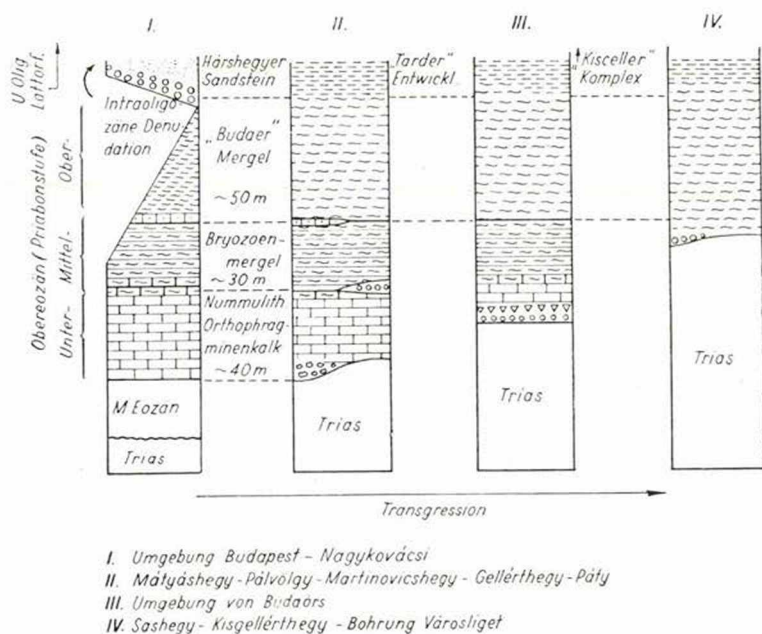 I.
II.
III.
IV.
U Olig
Lattorf.
Obereozän (Priabonstufe)
Ober-
Mittel-
Unter-
Intraoligo
zäne Denu
dation
M Eozän
Trias
Hárshegyer
Sandstein
„Budaer"
Mergel
~50 m
Bryozoen-
mergel
~30 m
Nummulith
Orthophrag-
minenkalk
~40 m
Trias
„Tarder"
Entwickl.
Trias
„Kisceller"
Komplex
Trias
Transgression
I. Umgebung Budapest – Nagykovácsi
II. Mátyáshegy - Pálvölgy - Martinovicshegy - Gellérthegy - Páty
III. Umgebung von Budaörs
IV. Sashegy - Kisgellérthegy - Bohrung Városliget